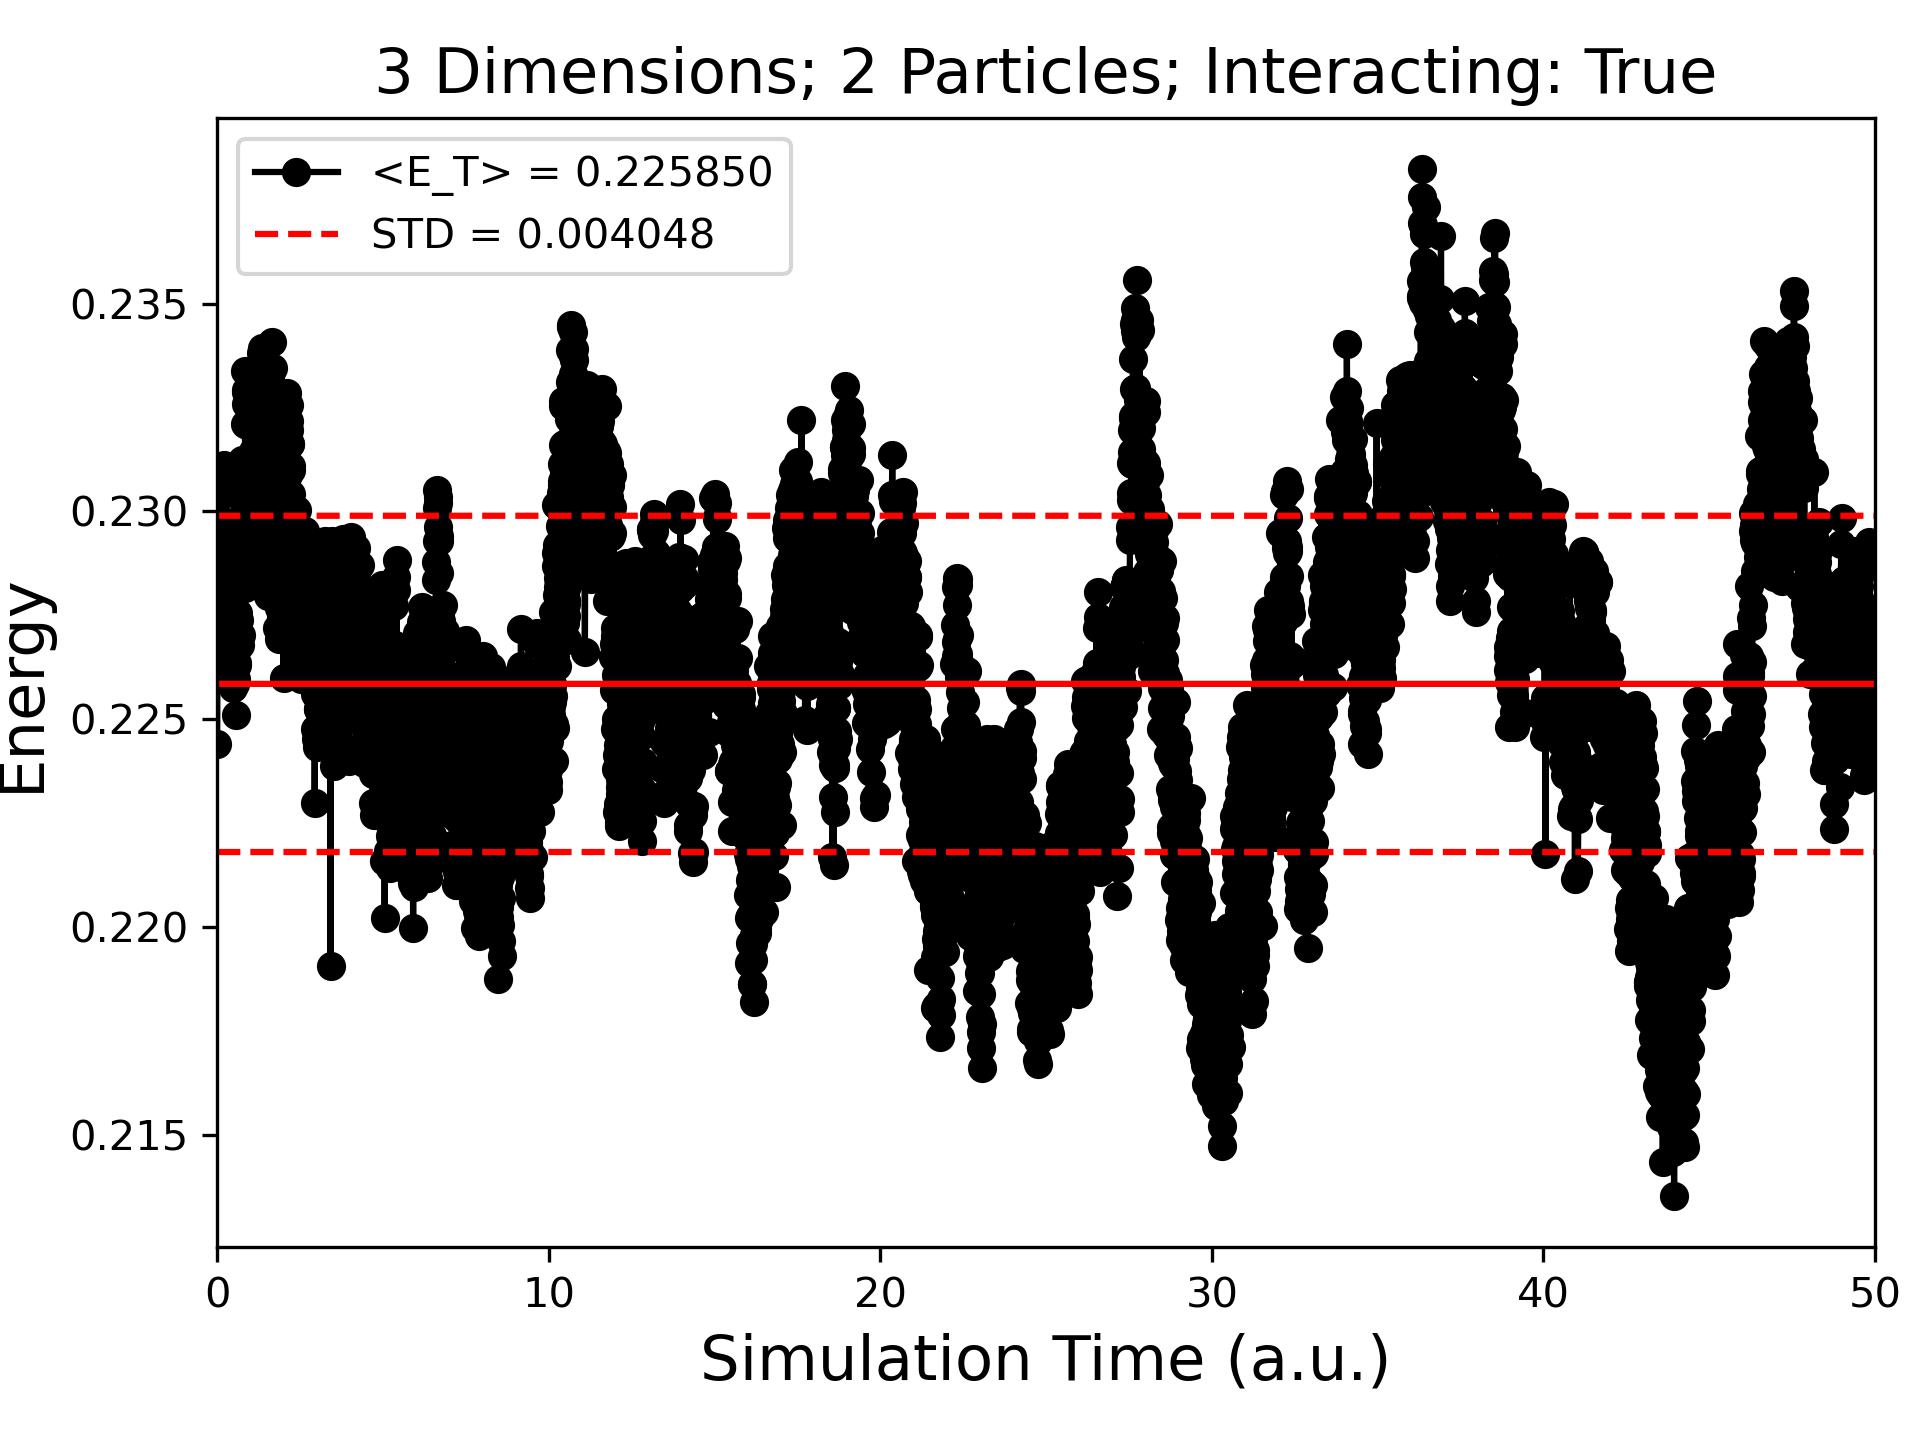 3 Dimensions; 2 Particles; Interacting: True
<E_T> = 0.225850
STD = 0.004048
Energy
0.235
0.230
0.225
0.220
0.215
0 10 20 30 40 50
Simulation Time (a.u.)